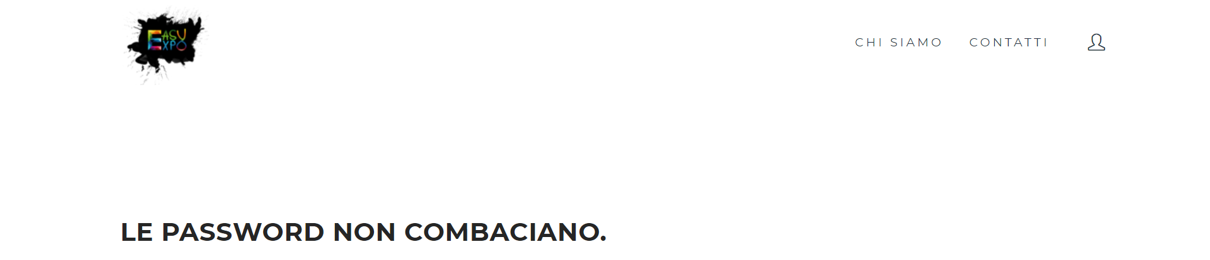 EASY
EXPO
CHI SIAMO CONTATTI
LE PASSWORD NON COMBACIANO.